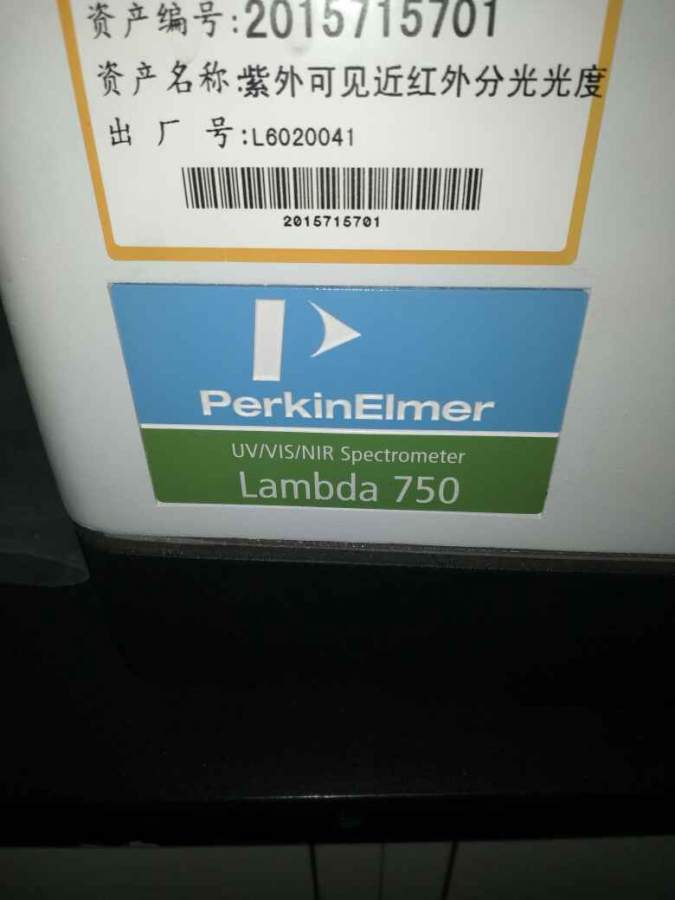 资产编号:2015715701
资产名称:紫外可见近红外分光光度
出厂号:L6020041
2015715701
PerkinElmer
UV/VIS/NIR Spectrometer
Lambda 750